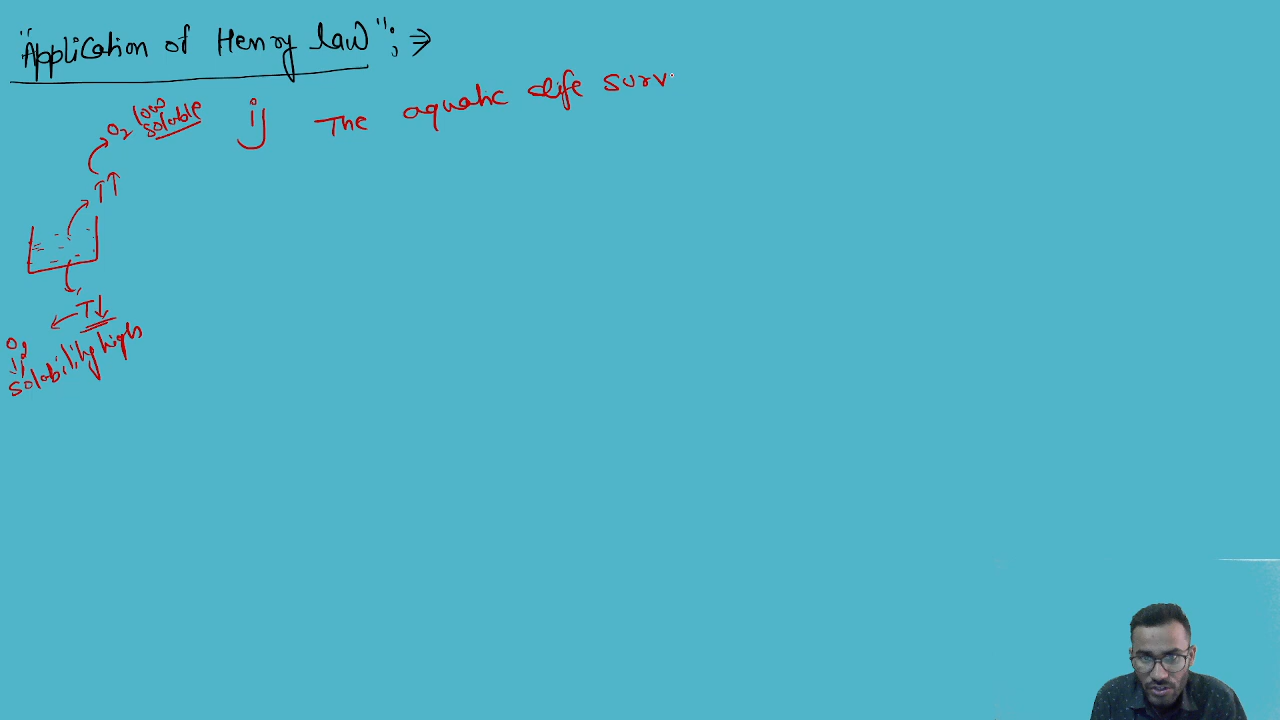 "Application of Henry law" : ⇒
i) The aquatic life surv
O2 low
soluble
T↑
T↓
O2
solubility high